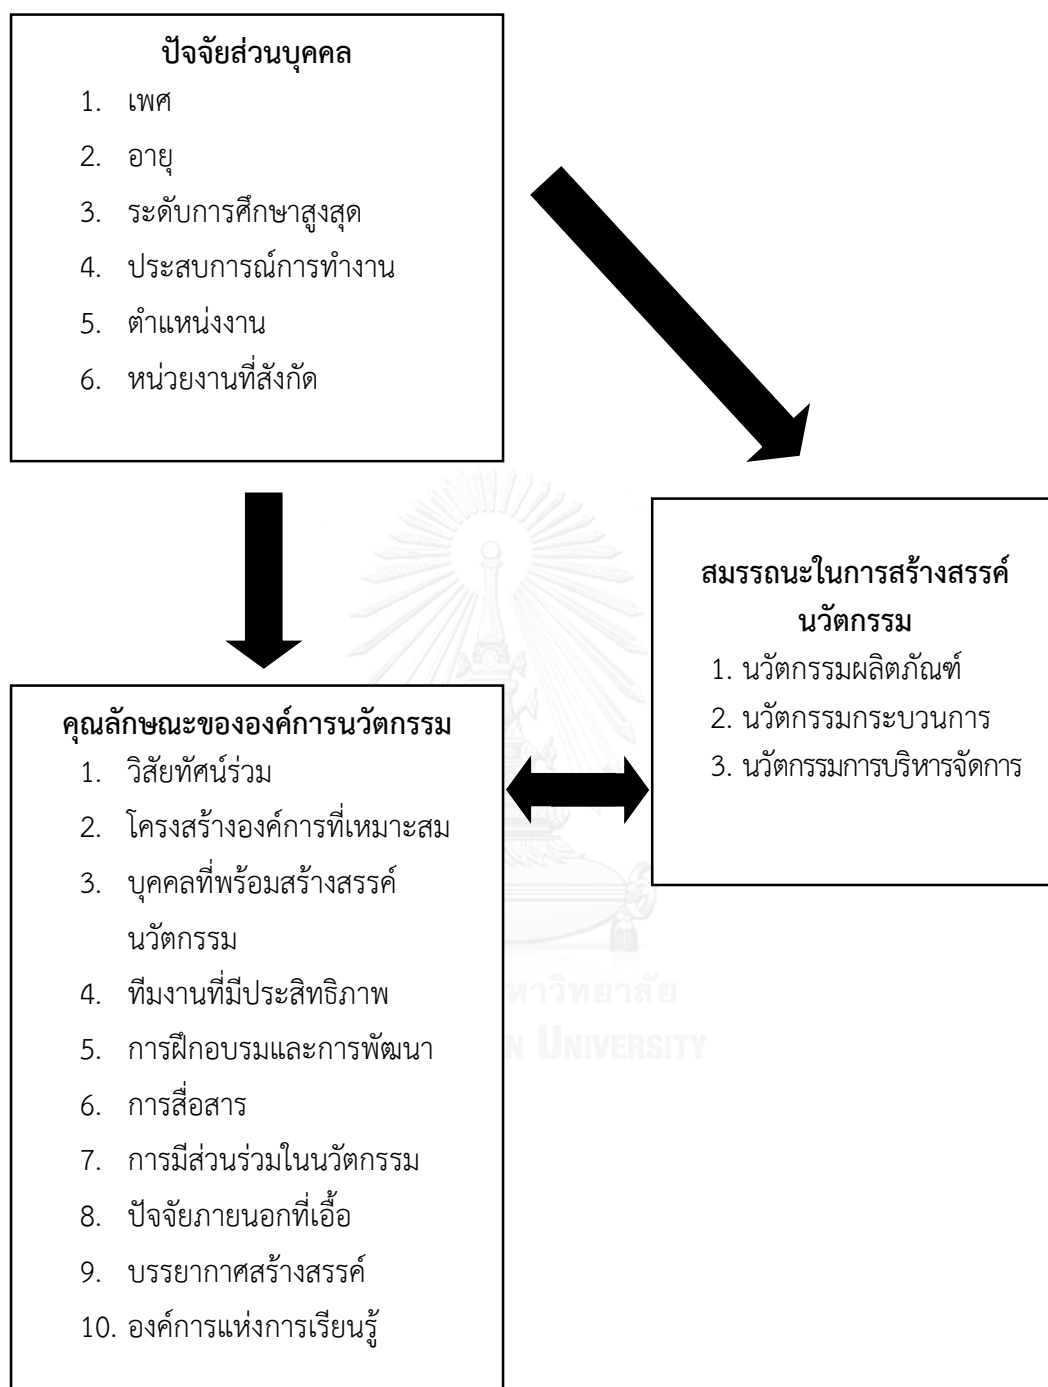 ปัจจัยส่วนบุคคล
1. เพศ
2. อายุ
3. ระดับการศึกษาสูงสุด
4. ประสบการณ์การทำงาน
5. ตำแหน่งงาน
6. หน่วยงานที่สังกัด
สมรรถนะในการสร้างสรรค์
นวัตกรรม
1. นวัตกรรมผลิตภัณฑ์
2. นวัตกรรมกระบวนการ
3. นวัตกรรมการบริหารจัดการ
คุณลักษณะขององค์การนวัตกรรม
1. วิสัยทัศน์ร่วม
2. โครงสร้างองค์การที่เหมาะสม
3. บุคคลที่พร้อมสร้างสรรค์
นวัตกรรม
4. ทีมงานที่มีประสิทธิภาพ
5. การฝึกอบรมและการพัฒนา
6. การสื่อสาร
7. การมีส่วนร่วมในนวัตกรรม
8. ปัจจัยภายนอกที่เอื้อ
9. บรรยากาศสร้างสรรค์
10. องค์การแห่งการเรียนรู้
UNIVERSITY